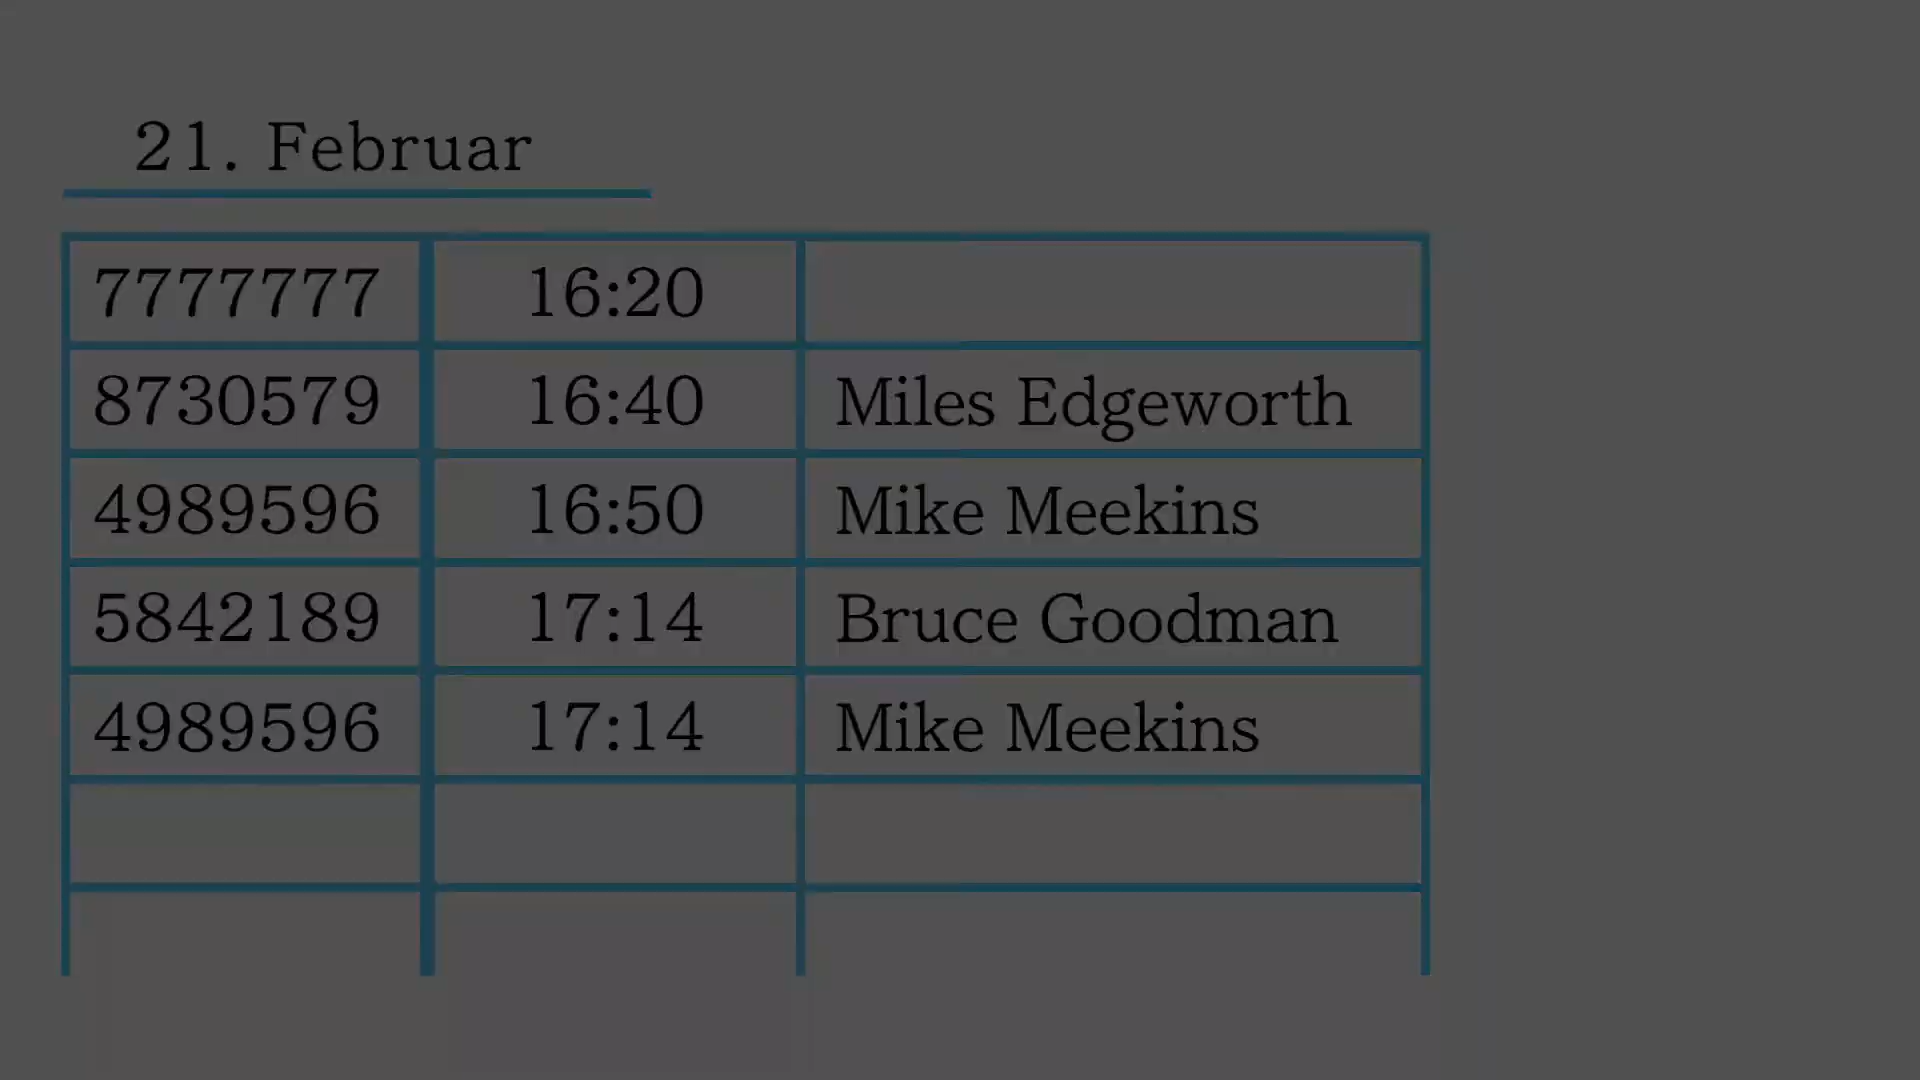 21. Februar
7777777 16:20
8730579 16:40 Miles Edgeworth
4989596 16:50 Mike Meekins
5842189 17:14 Bruce Goodman
4989596 17:14 Mike Meekins